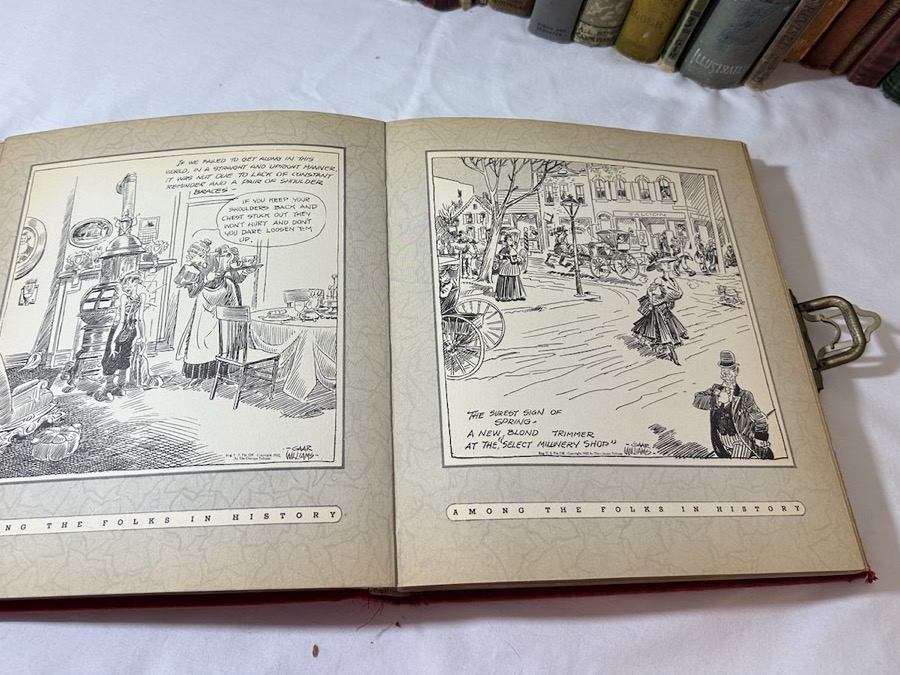 IF WE FAILED TO GET ALONG IN THIS
WORLD, IN A STRAIGHT AND UPRIGHT MANNER,
IT WAS NOT DUE TO LACK OF CONSTANT
REMINDER AND A PAIR OF SHOULDER
BRACES -
IF YOU KEEP YOUR
SHOULDERS BACK AND
CHEST STUCK OUT THEY
WON'T HURT AND DON'T
YOU DARE LOOSEN 'EM
UP.
-GAAR
WILLIAMS-
NG THE FOLKS IN HISTORY
SALOON
THE SUREST SIGN OF
SPRING-
A NEW BLOND TRIMMER
AT THE "SELECT MILLINERY SHOP"
-GAAR
WILLIAMS-
AMONG THE FOLKS IN HISTORY
ILLUSTRAT